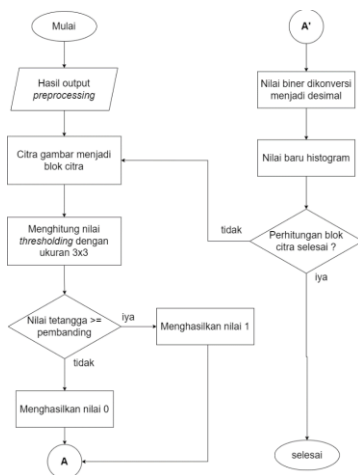 Mulai
Hasil output
preprocessing
Citra gambar menjadi
blok citra
Menghitung nilai
thresholding dengan
ukuran 3x3
Nilai tetangga >=
pembanding
iya
tidak
Menghasilkan nilai 1
Menghasilkan nilai 0
A
A'
Nilai biner dikonversi
menjadi desimal
Nilai baru histogram
Perhitungan blok
citra selesai ?
tidak
iya
selesai